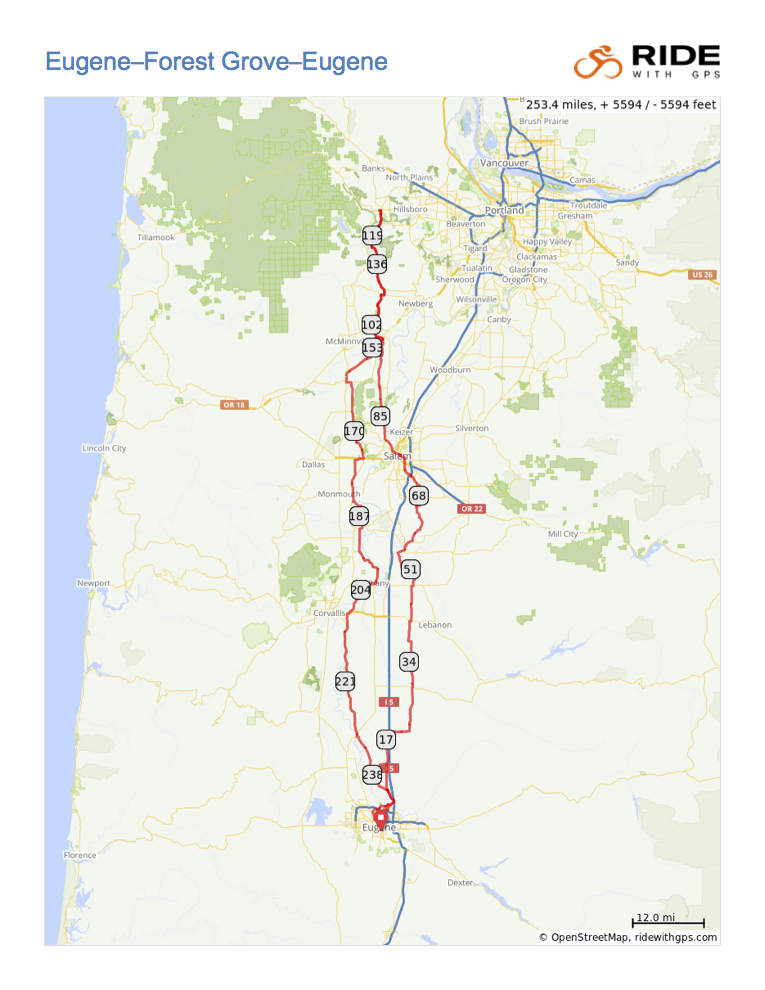 Eugene–Forest Grove–Eugene
RIDE
WITH GPS
253.4 miles, + 5594 / - 5594 feet
Brush Prairie
Vancouver
Banks
North Plains
Camas
Hillsboro
Portland
Troutdale
Gresham
Beaverton
Tillamook
119
Happy Valley
Tigard
Clackamas
136
Tualatin
Gladstone
Sandy
Sherwood
Oregon City
US 26
Newberg
Wilsonville
102
Canby
McMinnv
153
Woodburn
OR 18
85
170
Keizer
Silverton
Lincoln City
Salem
Dallas
Monmouth
68
OR 22
187
Mill City
51
Newport
204
ny
Corvallis
Lebanon
34
221
I 5
17
238
5
Eugene
Florence
Dexter
12.0 mi
© OpenStreetMap, ridewithgps.com